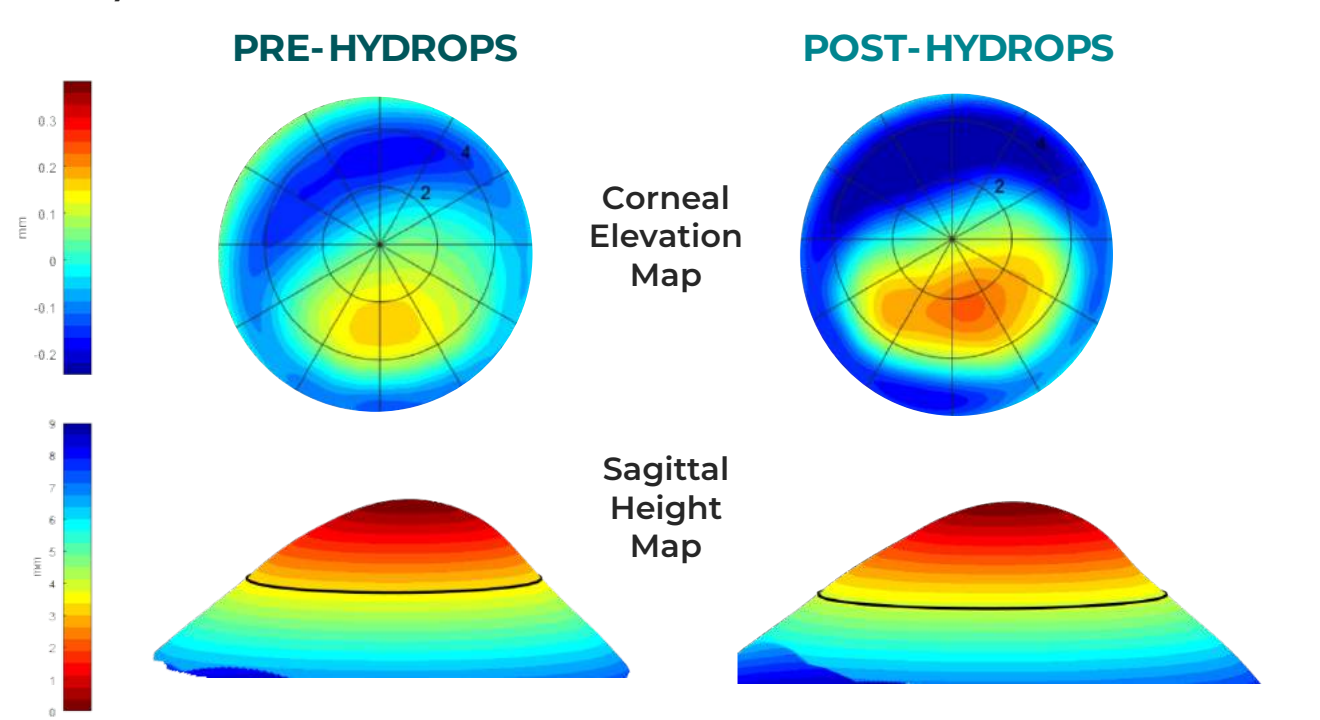 PRE-HYDROPS
POST-HYDROPS
0.3
0.2
0.1
0
-0.1
-0.2
mm
4
2
4
2
Corneal
Elevation
Map
9
8
7
6
5
4
3
2
1
0
mm
Sagittal
Height
Map